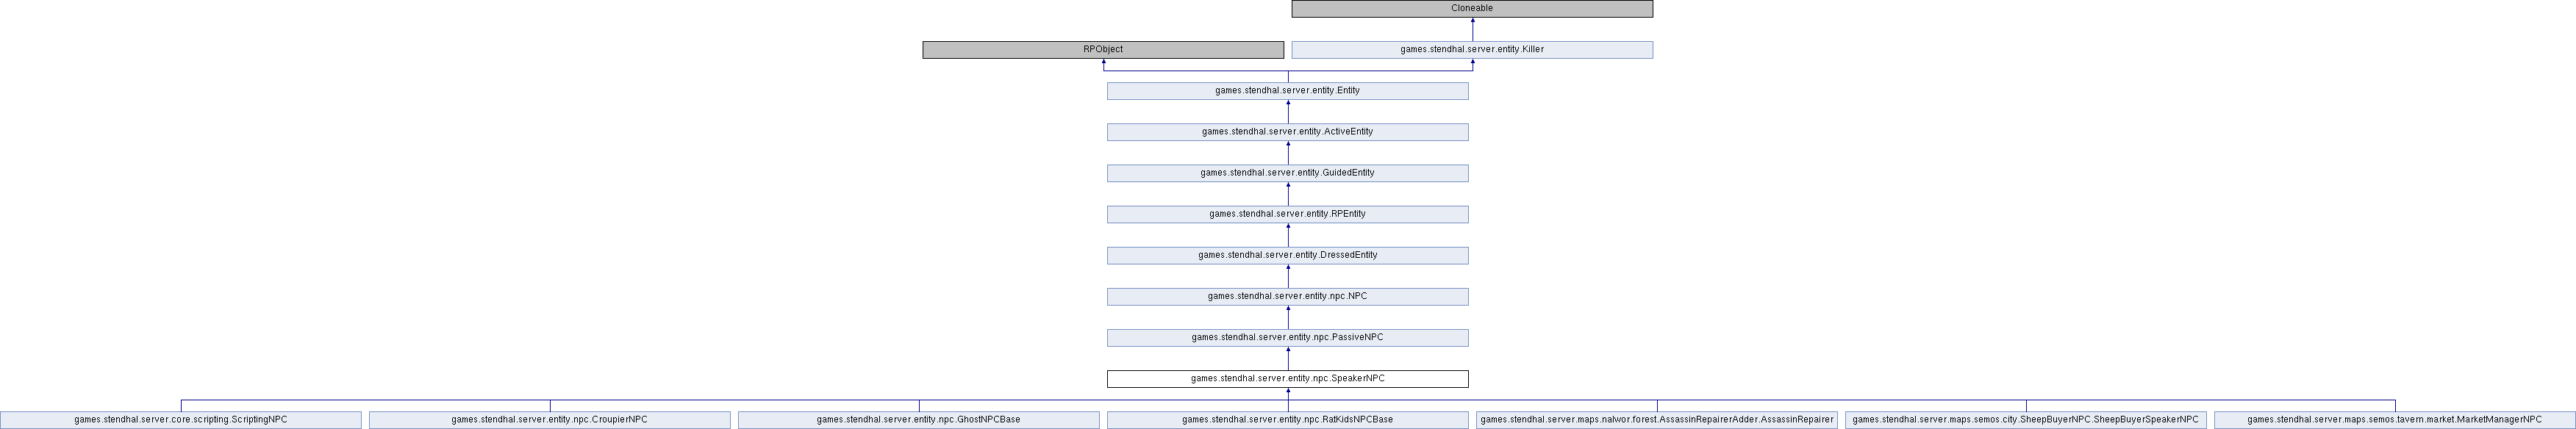 Cloneable
RPObject
games.stendhal.server.entity.Killer
games.stendhal.server.entity.Entity
games.stendhal.server.entity.ActiveEntity
games.stendhal.server.entity.GuidedEntity
games.stendhal.server.entity.RPEntity
games.stendhal.server.entity.DressedEntity
games.stendhal.server.entity.npc.NPC
games.stendhal.server.entity.npc.PassiveNPC
games.stendhal.server.entity.npc.SpeakerNPC
games.stendhal.server.core.scripting.ScriptingNPC
games.stendhal.server.entity.npc.CroupierNPC
games.stendhal.server.entity.npc.GhostNPCBase
games.stendhal.server.entity.npc.RatKidsNPCBase
games.stendhal.server.maps.nalwor.forest.AssassinRepairerAdder.AssassinRepairer
games.stendhal.server.maps.semos.city.SheepBuyerNPC.SheepBuyerSpeakerNPC
games.stendhal.server.maps.semos.tavern.market.MarketManagerNPC